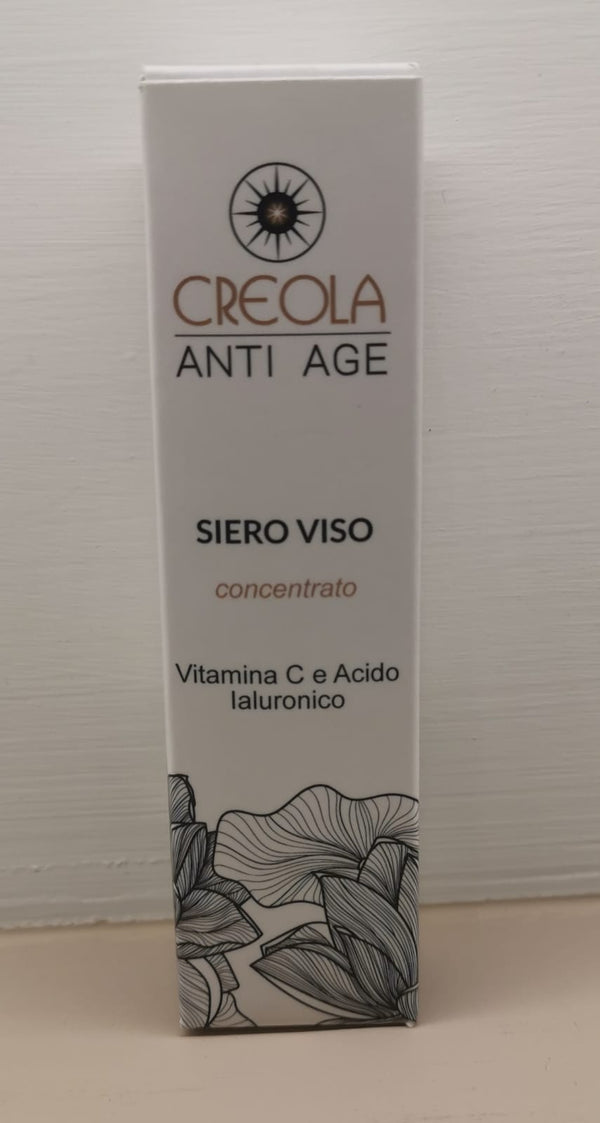 CREOLA
ANTI AGE
SIERO VISO
concentrato
Vitamina C e Acido
Ialuronico